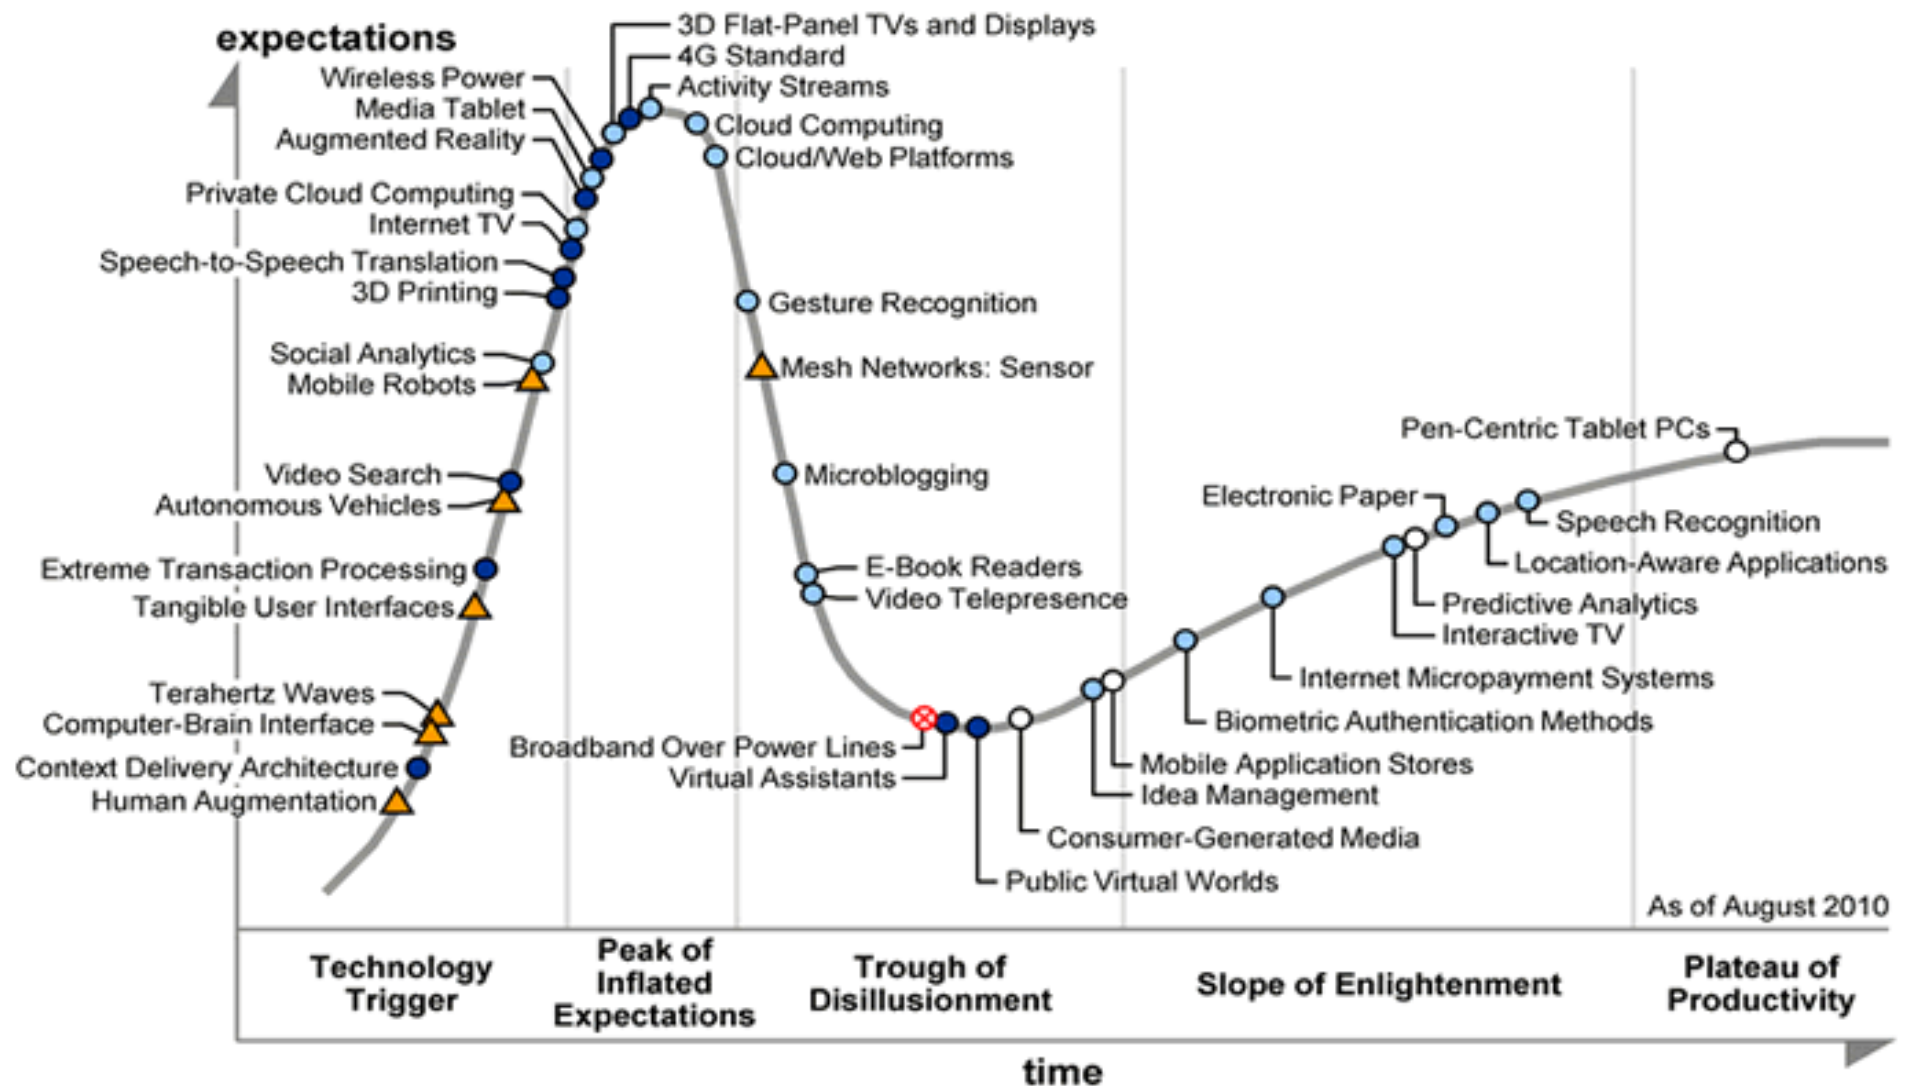 expectations
3D Flat-Panel TVs and Displays
4G Standard
Activity Streams
Wireless Power
Media Tablet
Augmented Reality
Cloud Computing
Cloud/Web Platforms
Private Cloud Computing
Internet TV
Speech-to-Speech Translation
3D Printing
Gesture Recognition
Social Analytics
Mobile Robots
Mesh Networks: Sensor
Video Search
Autonomous Vehicles
Microblogging
Extreme Transaction Processing
Tangible User Interfaces
E-Book Readers
Video Telepresence
Terahertz Waves
Computer-Brain Interface
Context Delivery Architecture
Human Augmentation
Broadband Over Power Lines
Virtual Assistants
Pen-Centric Tablet PCs
Electronic Paper
Speech Recognition
Location-Aware Applications
Predictive Analytics
Interactive TV
Internet Micropayment Systems
Biometric Authentication Methods
Mobile Application Stores
Idea Management
Consumer-Generated Media
Public Virtual Worlds
As of August 2010
Technology
Trigger
Peak of
Inflated
Expectations
Trough of
Disillusionment
Slope of Enlightenment
Plateau of
Productivity
time